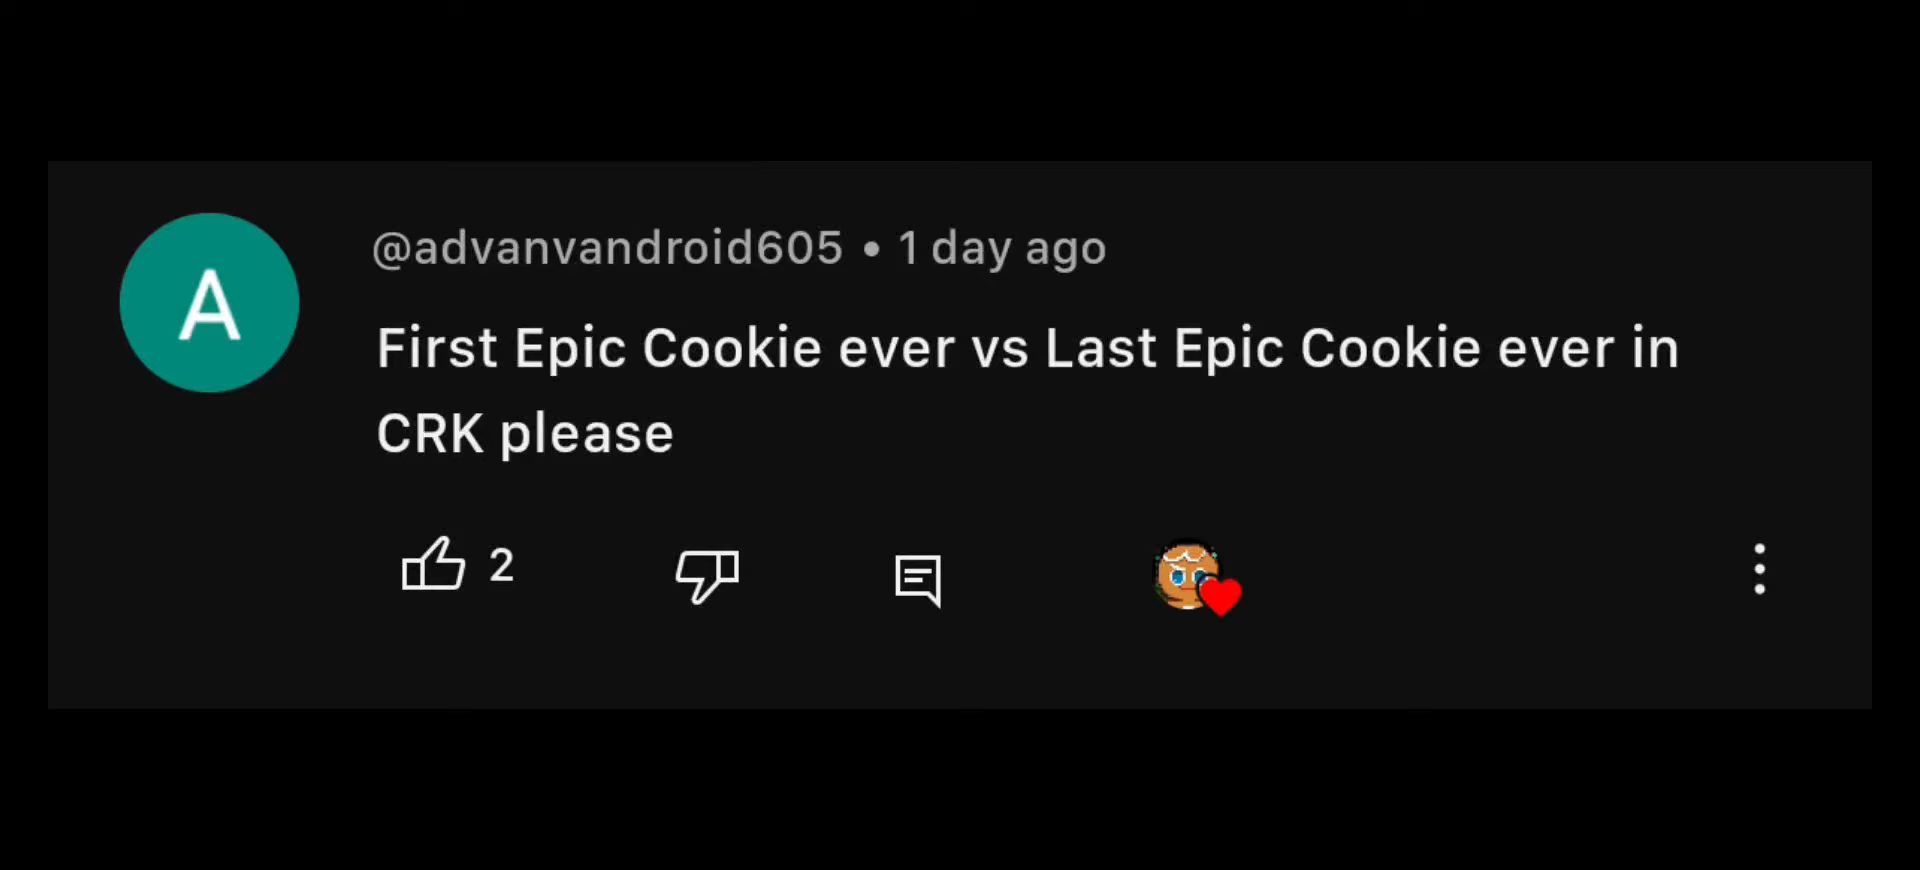 A
@advanvandroid605 • 1 day ago
First Epic Cookie ever vs Last Epic Cookie ever in
CRK please
2